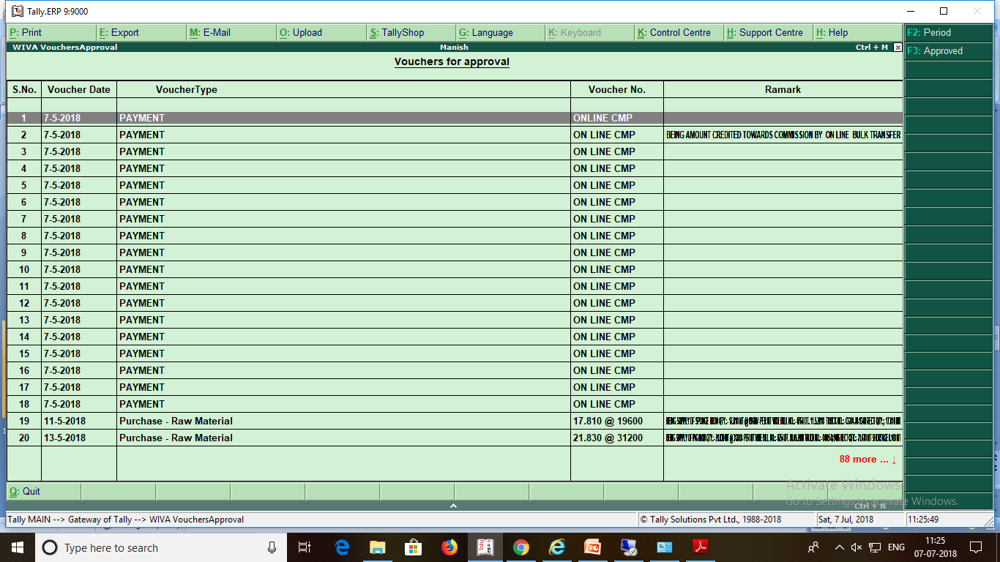 Tally.ERP 9:9000
P: Print E: Export M: E-Mail O: Upload S: TallyShop G: Language K: Keyboard K: Control Centre H: Support Centre H: Help F2: Period
WIVA VouchersApproval Manish Ctrl + M
F3: Approved
Vouchers for approval
S.No. Voucher Date VoucherType Voucher No. Ramark
1 7-5-2018 PAYMENT ONLINE CMP
2 7-5-2018 PAYMENT ON LINE CMP BEING AMOUNT CREDITED TOWARDS COMMISSION BY ON LINE BULK TRANSFER
3 7-5-2018 PAYMENT ON LINE CMP
4 7-5-2018 PAYMENT ON LINE CMP
5 7-5-2018 PAYMENT ON LINE CMP
6 7-5-2018 PAYMENT ON LINE CMP
7 7-5-2018 PAYMENT ON LINE CMP
8 7-5-2018 PAYMENT ON LINE CMP
9 7-5-2018 PAYMENT ON LINE CMP
10 7-5-2018 PAYMENT ON LINE CMP
11 7-5-2018 PAYMENT ON LINE CMP
12 7-5-2018 PAYMENT ON LINE CMP
13 7-5-2018 PAYMENT ON LINE CMP
14 7-5-2018 PAYMENT ON LINE CMP
15 7-5-2018 PAYMENT ON LINE CMP
16 7-5-2018 PAYMENT ON LINE CMP
17 7-5-2018 PAYMENT ON LINE CMP
18 7-5-2018 PAYMENT ON LINE CMP
19 11-5-2018 Purchase - Raw Material 17.810 @ 19600 BEING SUPPLY OF SPONGE IRON QTY.:-
20 13-5-2018 Purchase - Raw Material 21.830 @ 31200 BEING SUPPLY OF PIG IRON QTY.:-
88 more ... ↓
Q: Quit
Activate Windows
Go to Settings to activate Windows.
Ctrl + N
Tally MAIN --> Gateway of Tally --> WIVA VouchersApproval © Tally Solutions Pvt Ltd., 1988-2018 Sat, 7 Jul, 2018 11:25:49
Type here to search Tally ERP 9 ENG 11:25
07-07-2018